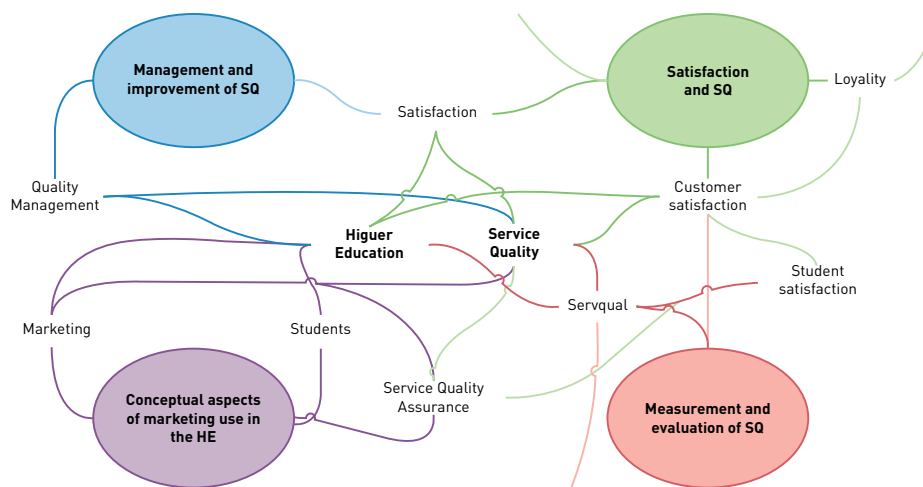 Management and
improvement of SQ
Satisfaction
and SQ
Loyality
Satisfaction
Quality
Management
Customer
satisfaction
Higuer
Education
Service
Quality
Student
satisfaction
Servqual
Marketing
Students
Service Quality
Assurance
Conceptual aspects
of marketing use in
the HE
Measurement and
evaluation of SQ